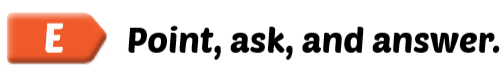 E Point, ask, and answer.